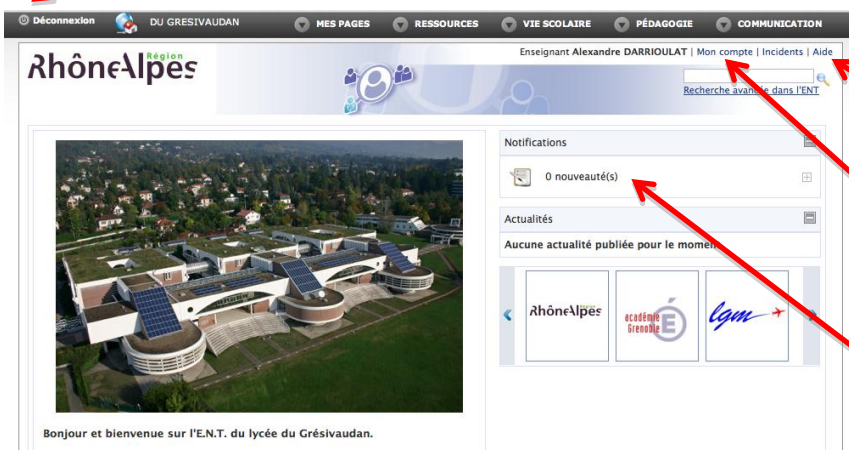 Déconnexion DU GRESIVAUDAN MES PAGES RESSOURCES VIE SCOLAIRE PÉDAGOGIE COMMUNICATION
Enseignant Alexandre DARRIOULAT | Mon compte | Incidents | Aide
Région
RhôneAlpes
Recherche avancée dans l'ENT
Notifications
0 nouveauté(s)
Actualités
Aucune actualité publiée pour le moment
Région
RhôneAlpes
académie
Grenoble
É
lgm
Bonjour et bienvenue sur l'E.N.T. du lycée du Grésivaudan.